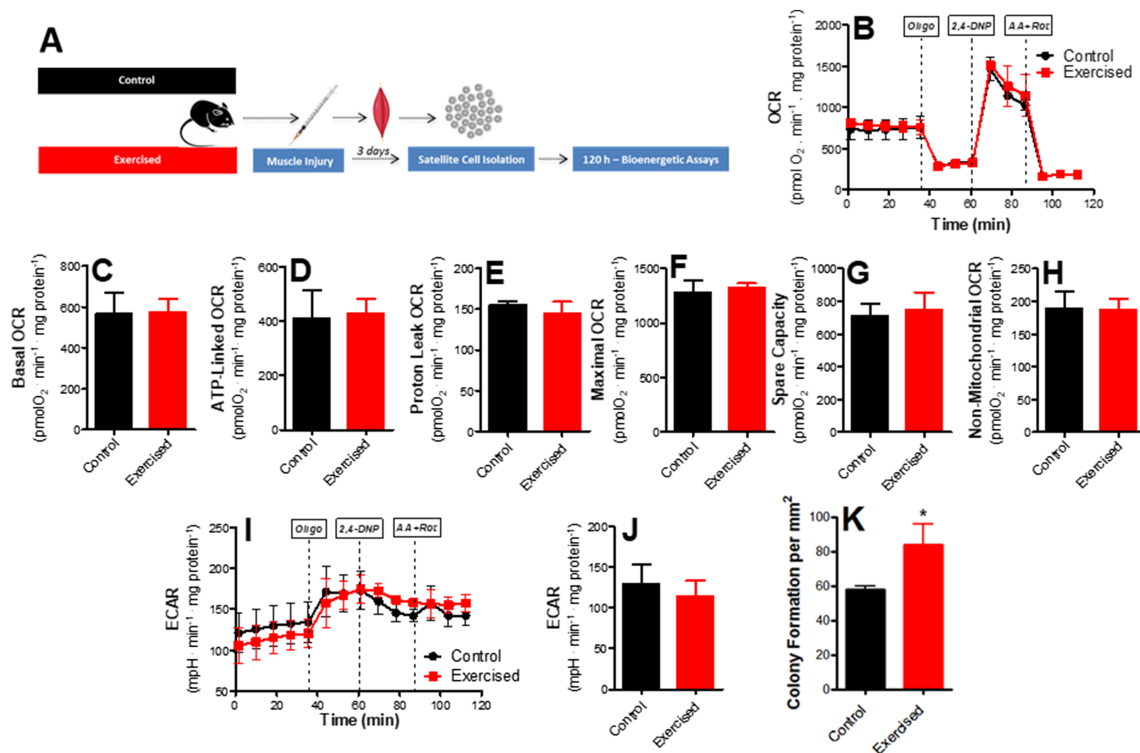 A
Control
Exercised
Muscle Injury
3 days
Satellite Cell Isolation
120 h – Bioenergetic Assays
B
Oligo
2,4-DNP
AA+Rot
Control
Exercised
OCR
(pmol O2 . min-1 . mg protein-1)
2000
1500
1000
500
0
0 20 40 60 80 100 120
Time (min)
C
Basal OCR
(pmolO2 · min-1 · mg protein-1)
800
600
400
200
0
Control
Exercised
D
ATP-Linked OCR
(pmolO2 · min-1 · mg protein-1)
600
400
200
0
Control
Exercised
E
Proton Leak OCR
(pmolO2 · min-1 · mg protein-1)
200
150
100
50
0
Control
Exercised
F
Maximal OCR
(pmolO2 · min-1 · mg protein-1)
1500
1000
500
0
Control
Exercised
G
Spare Capacity
(pmolO2 · min-1 · mg protein-1)
1000
800
600
400
200
0
Control
Exercised
H
Non-Mitochondrial OCR
(pmolO2 · min-1 · mg protein-1)
250
200
150
100
50
0
Control
Exercised
I
Oligo
2,4-DNP
AA+Rot
ECAR
(mpH · min-1 · mg protein-1)
250
200
150
100
50
Control
Exercised
0 20 40 60 80 100 120
Time (min)
J
ECAR
(mpH · min-1 · mg protein-1)
200
150
100
50
0
Control
Exercised
K
Colony Formation per mm2
100
80
60
40
20
0
*
Control
Exercised